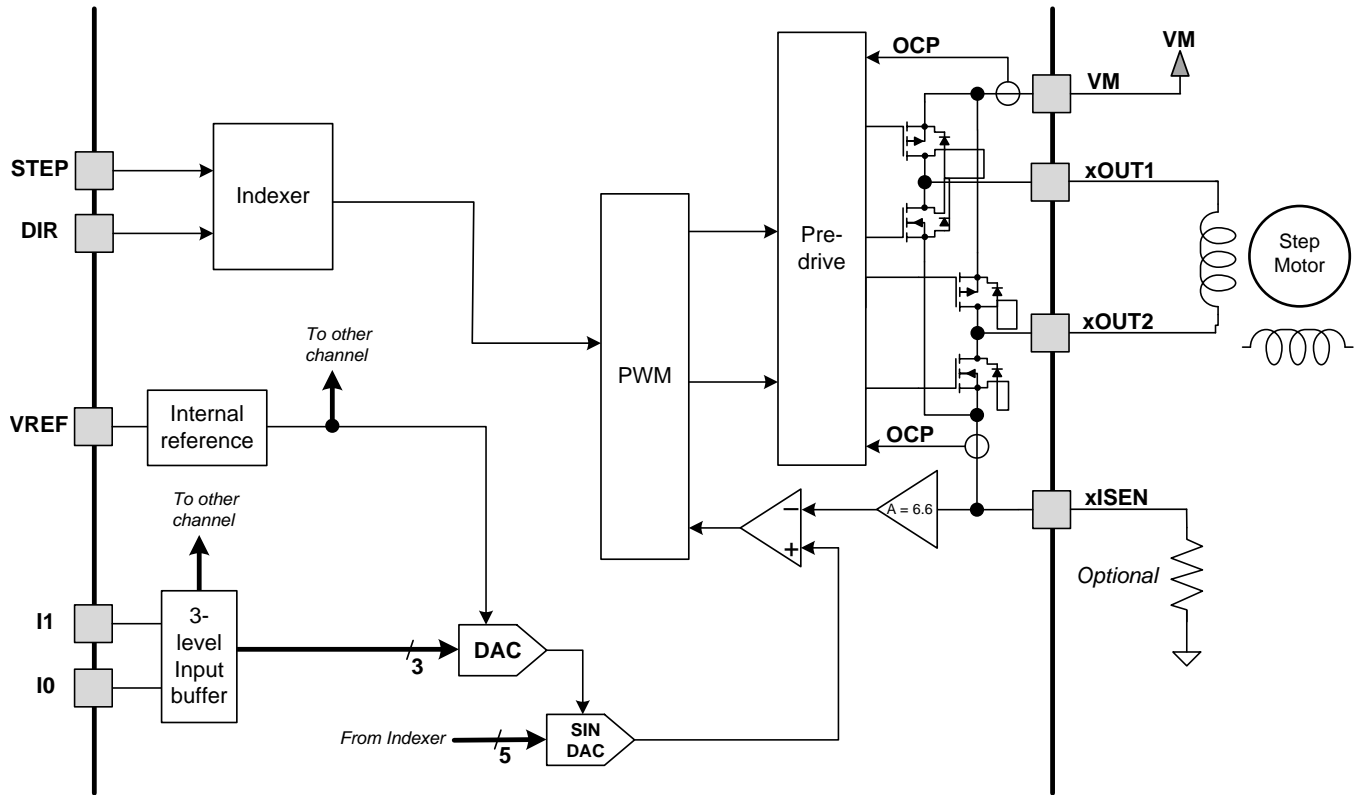 OCP
VM
VM
STEP
DIR
Indexer
xOUT1
Pre-
drive
Step
Motor
xOUT2
To other
channel
PWM
VREF
Internal
reference
OCP
To other
channel
xISEN
A = 6.6
−
+
Optional
I1
I0
3-
level
Input
buffer
3
DAC
From Indexer
5
SIN
DAC